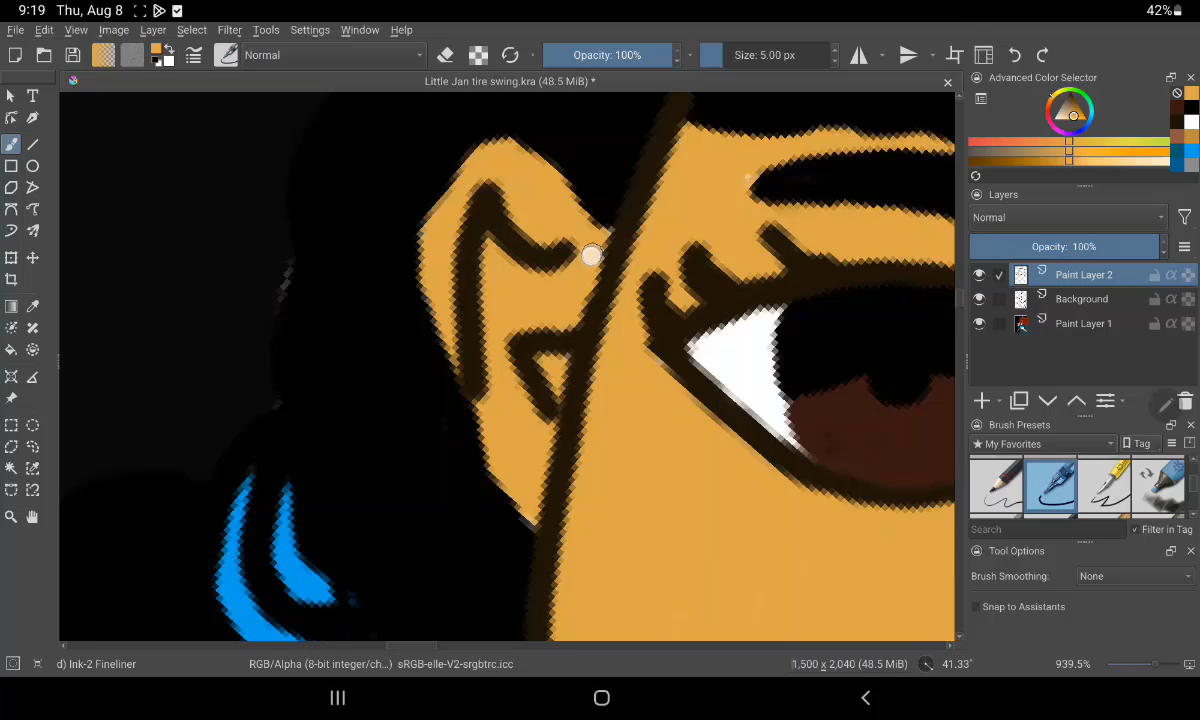 9:19 Thu, Aug 8
42%
File Edit View Image Layer Select Filter Tools Settings Window Help
Normal
Opacity: 100%
Size: 5.00 px
Little Jan tire swing.kra (48.5 MiB) *
Advanced Color Selector
Layers
Normal
Opacity: 100%
Paint Layer 2
Background
Paint Layer 1
Brush Presets
★ My Favorites
Tag
Search
Filter in Tag
Tool Options
Brush Smoothing: None
Snap to Assistants
d) Ink-2 Fineliner
RGB/Alpha (8-bit integer/ch...) sRGB-elle-V2-srgbtrc.icc
1,500 x 2,040 (48.5 MiB)
41.33°
939.5%